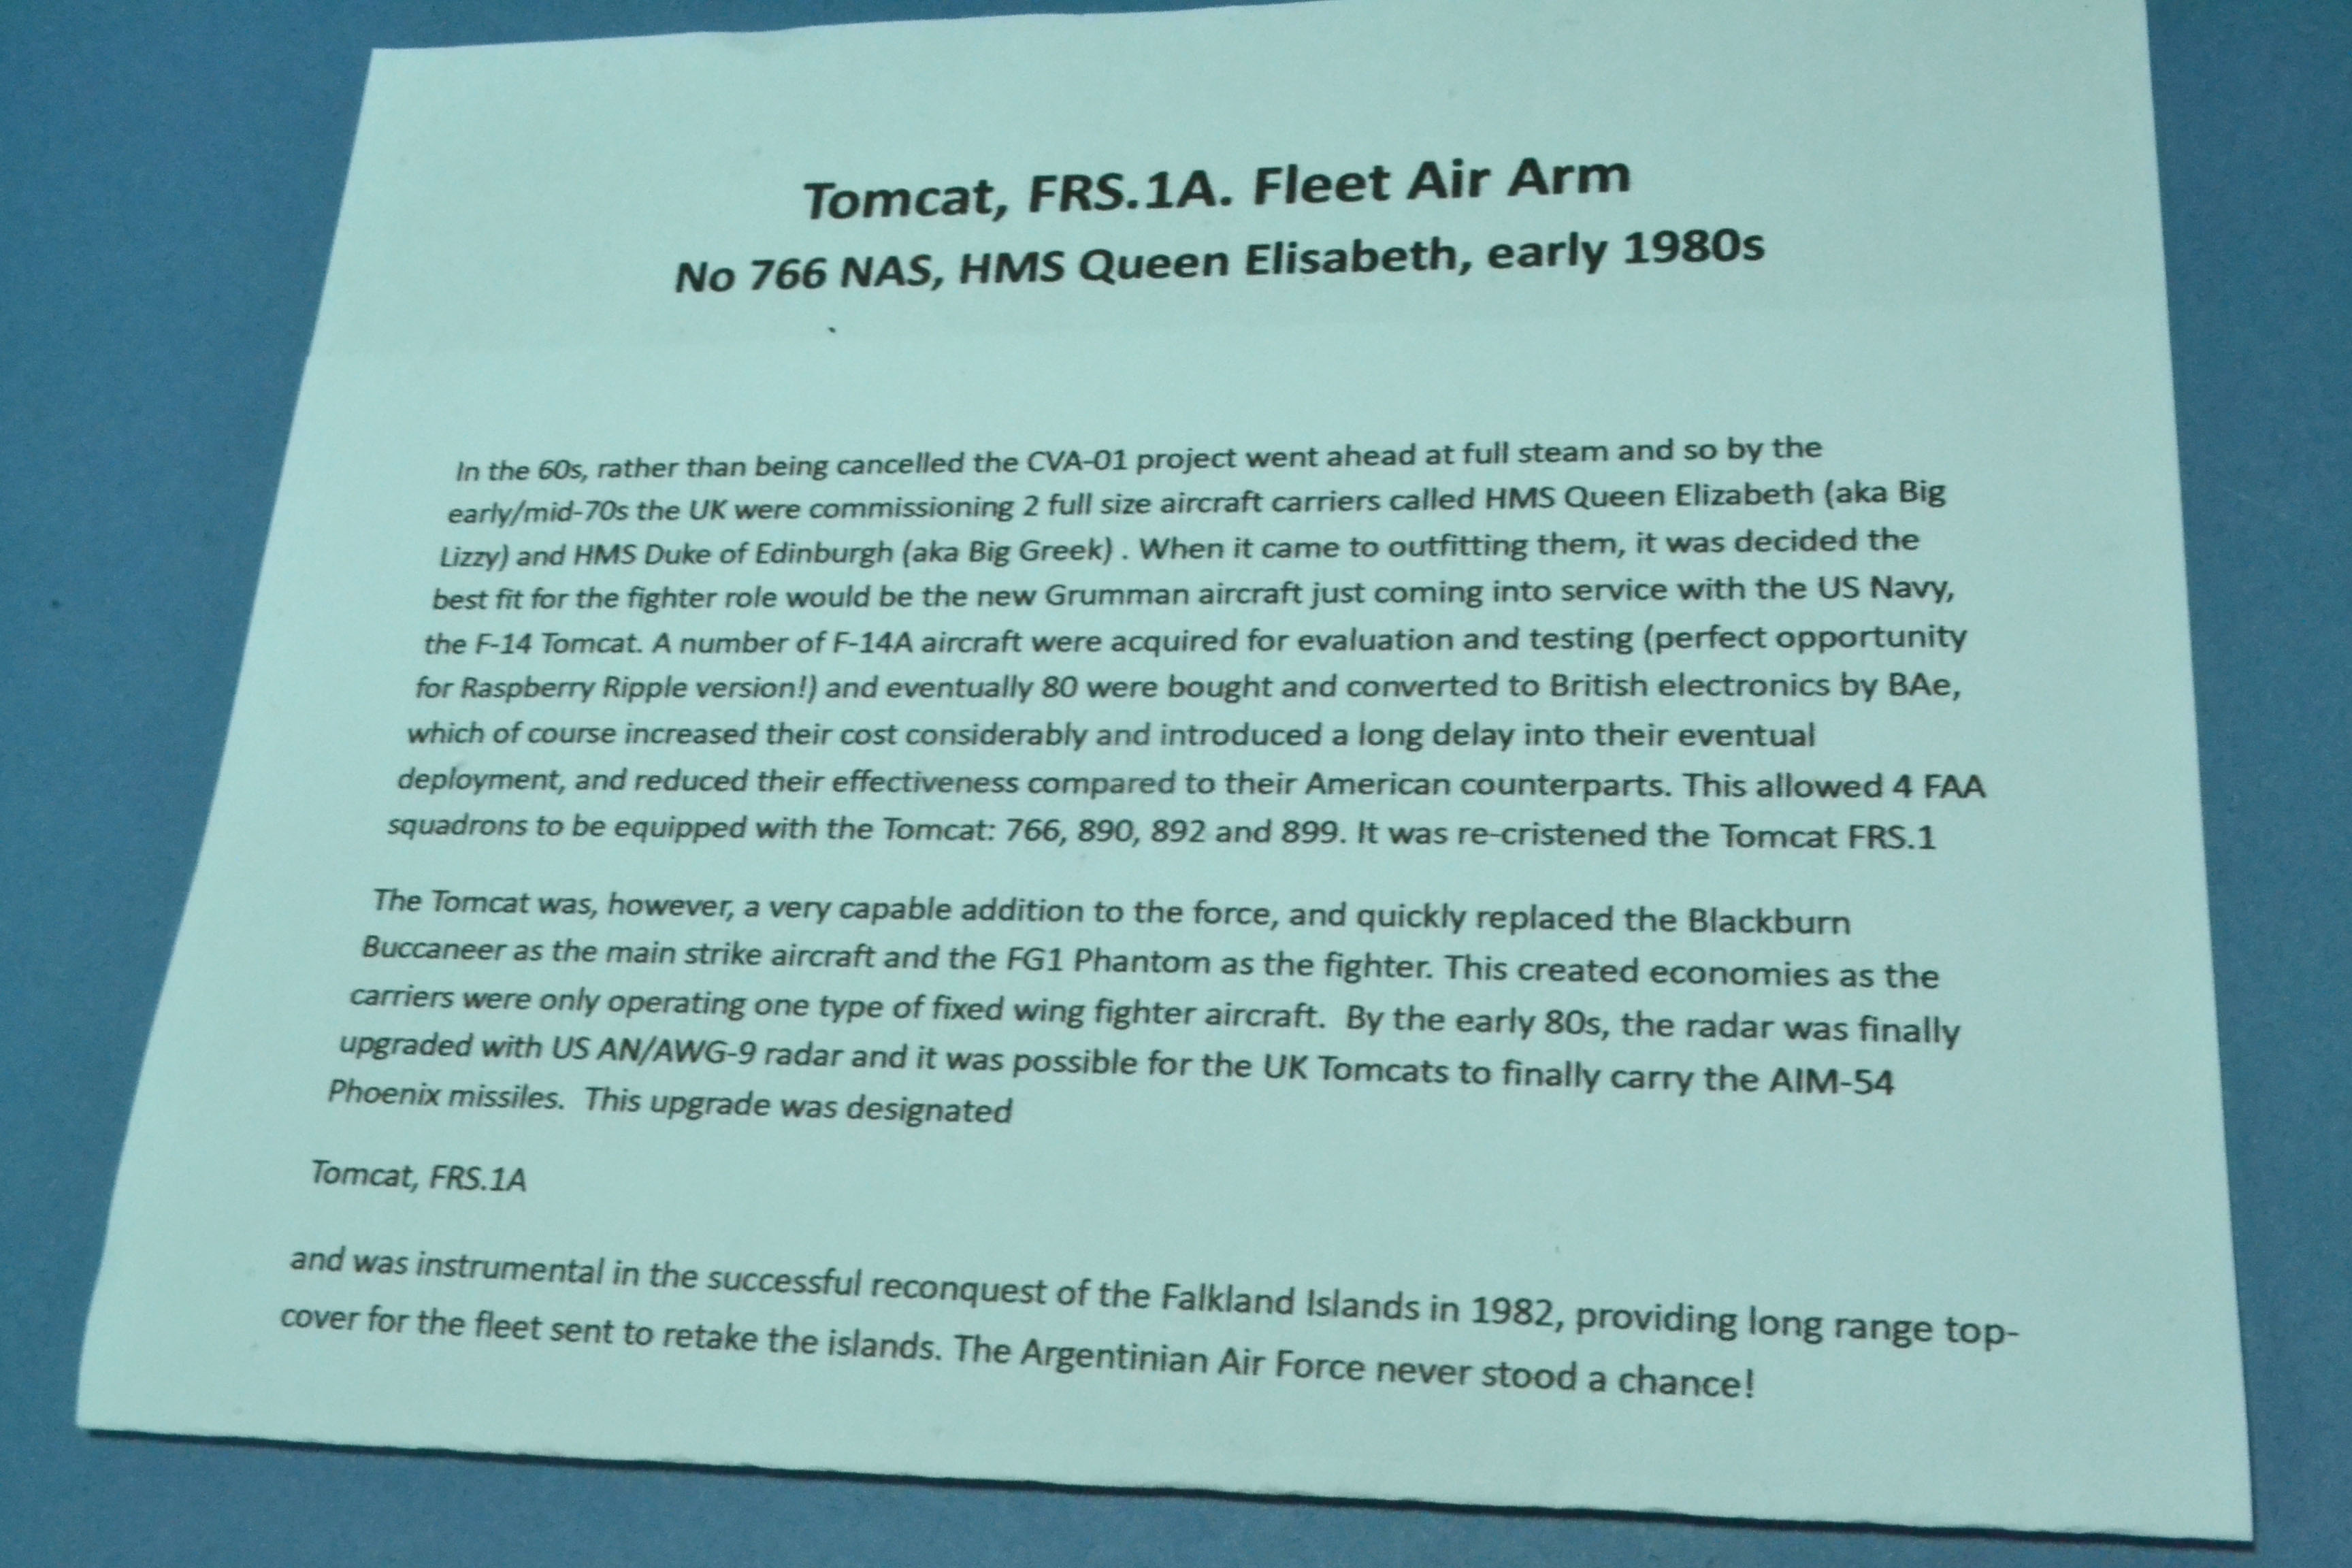 Tomcat, FRS.1A. Fleet Air Arm
No 766 NAS, HMS Queen Elisabeth, early 1980s
In the 60s, rather than being cancelled the CVA-01 project went ahead at full steam and so by the
early/mid-70s the UK were commissioning 2 full size aircraft carriers called HMS Queen Elizabeth (aka Big
Lizzy) and HMS Duke of Edinburgh (aka Big Greek) . When it came to outfitting them, it was decided the
best fit for the fighter role would be the new Grumman aircraft just coming into service with the US Navy,
the F-14 Tomcat. A number of F-14A aircraft were acquired for evaluation and testing (perfect opportunity
for Raspberry Ripple version!) and eventually 80 were bought and converted to British electronics by BAe,
which of course increased their cost considerably and introduced a long delay into their eventual
deployment, and reduced their effectiveness compared to their American counterparts. This allowed 4 FAA
squadrons to be equipped with the Tomcat: 766, 890, 892 and 899. It was re-cristened the Tomcat FRS.1
The Tomcat was, however, a very capable addition to the force, and quickly replaced the Blackburn
Buccaneer as the main strike aircraft and the FG1 Phantom as the fighter. This created economies as the
carriers were only operating one type of fixed wing fighter aircraft.  By the early 80s, the radar was finally
upgraded with US AN/AWG-9 radar and it was possible for the UK Tomcats to finally carry the AIM-54
Phoenix missiles.  This upgrade was designated
Tomcat, FRS.1A
and was instrumental in the successful reconquest of the Falkland Islands in 1982, providing long range top-
cover for the fleet sent to retake the islands. The Argentinian Air Force never stood a chance!